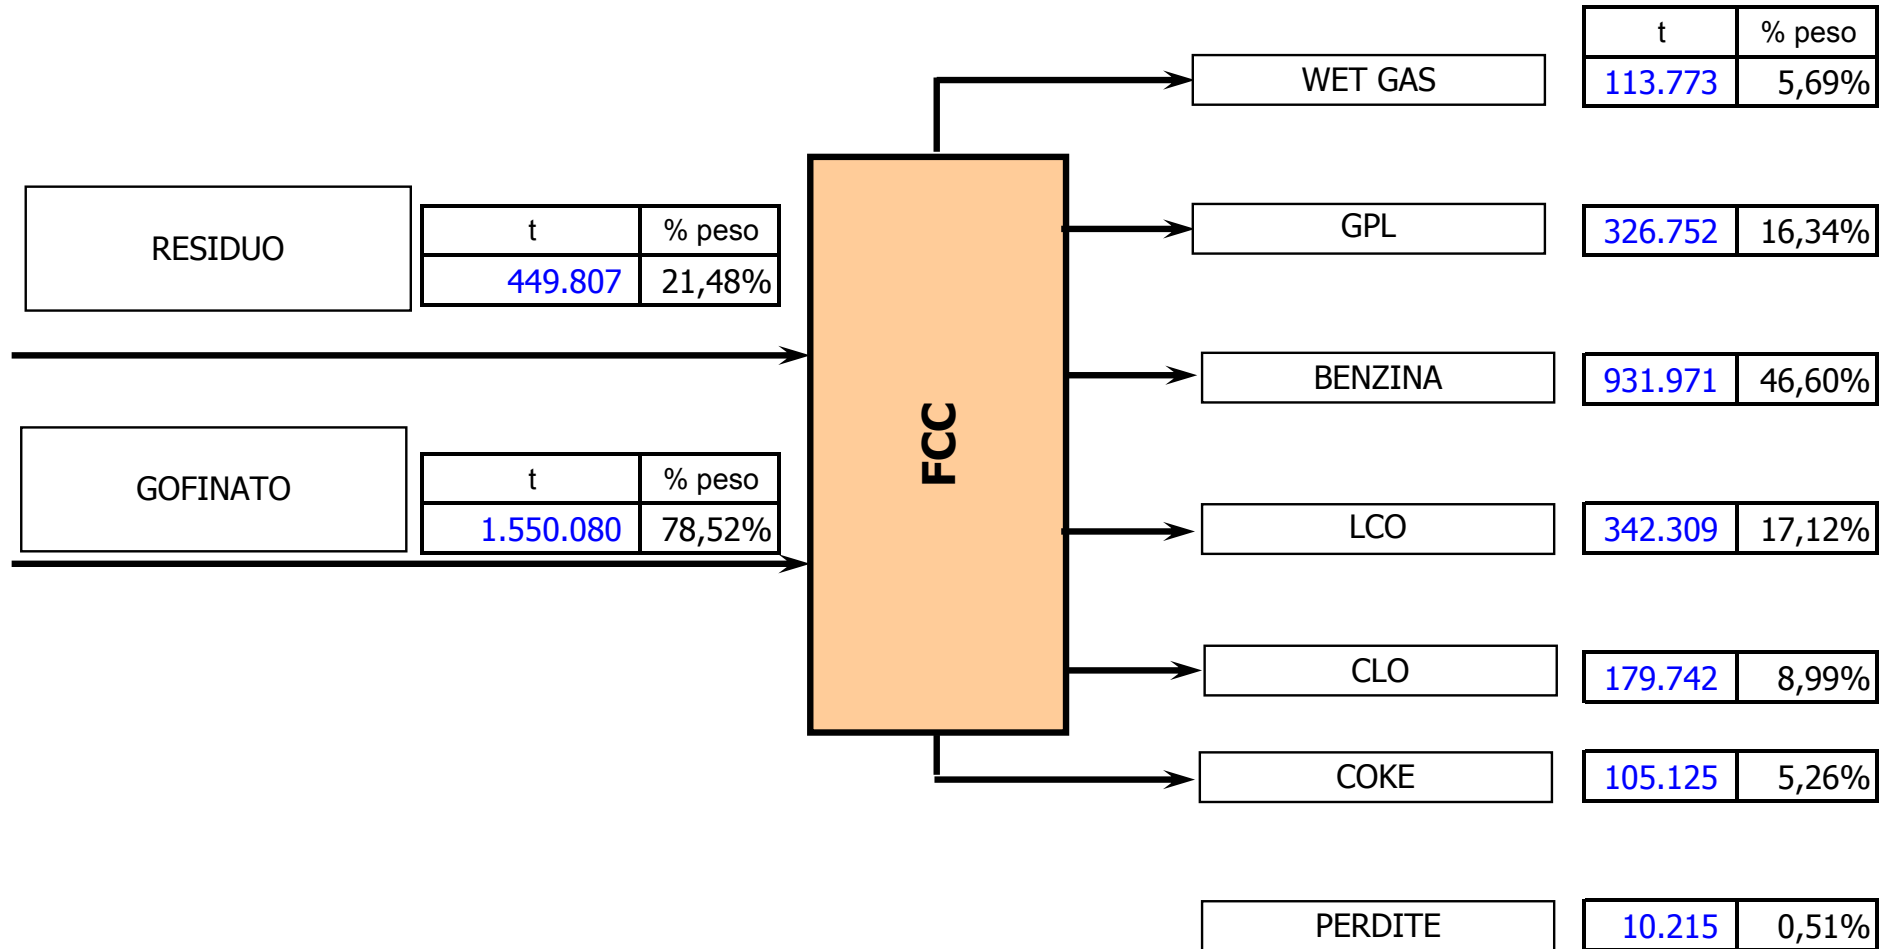 t % peso
WET GAS 113.773 5,69%
RESIDUO
t % peso
449.807 21,48%
GPL 326.752 16,34%
BENZINA 931.971 46,60%
FCC
GOFINATO
t % peso
1.550.080 78,52%
LCO 342.309 17,12%
CLO 179.742 8,99%
COKE 105.125 5,26%
PERDITE 10.215 0,51%